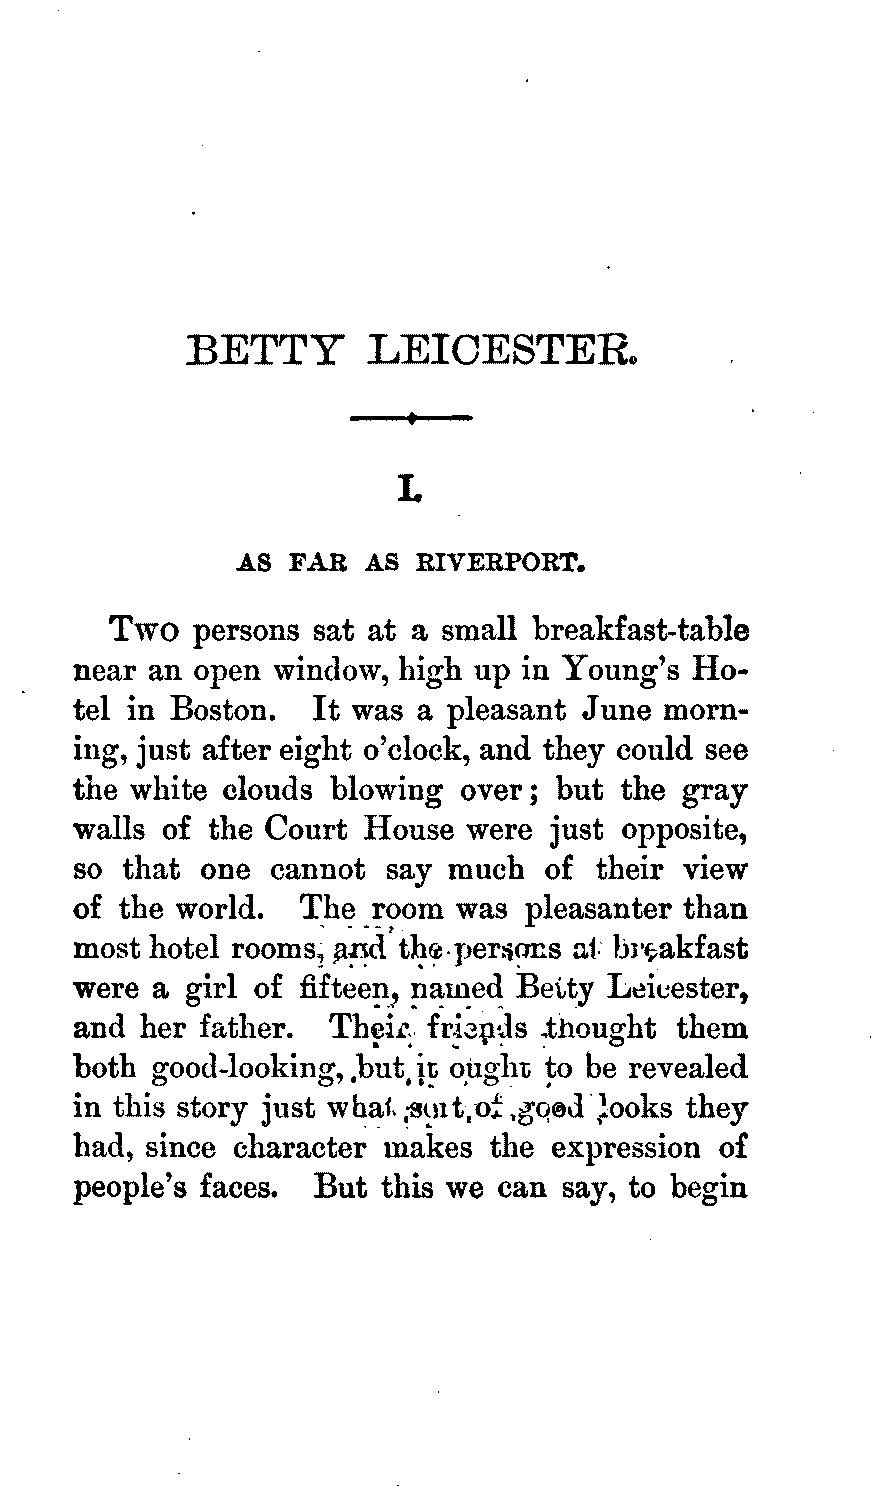 BETTY LEICESTER.
I.
AS FAR AS RIVERPORT.
Two persons sat at a small breakfast-table
near an open window, high up in Young's Ho-
tel in Boston. It was a pleasant June morn-
ing, just after eight o'clock, and they could see
the white clouds blowing over; but the gray
walls of the Court House were just opposite,
so that one cannot say much of their view
of the world. The room was pleasanter than
most hotel rooms, and the persons at breakfast
were a girl of fifteen, named Betty Leicester,
and her father. Their friends thought them
both good-looking, but it ought to be revealed
in this story just what sort of good looks they
had, since character makes the expression of
people's faces. But this we can say, to begin